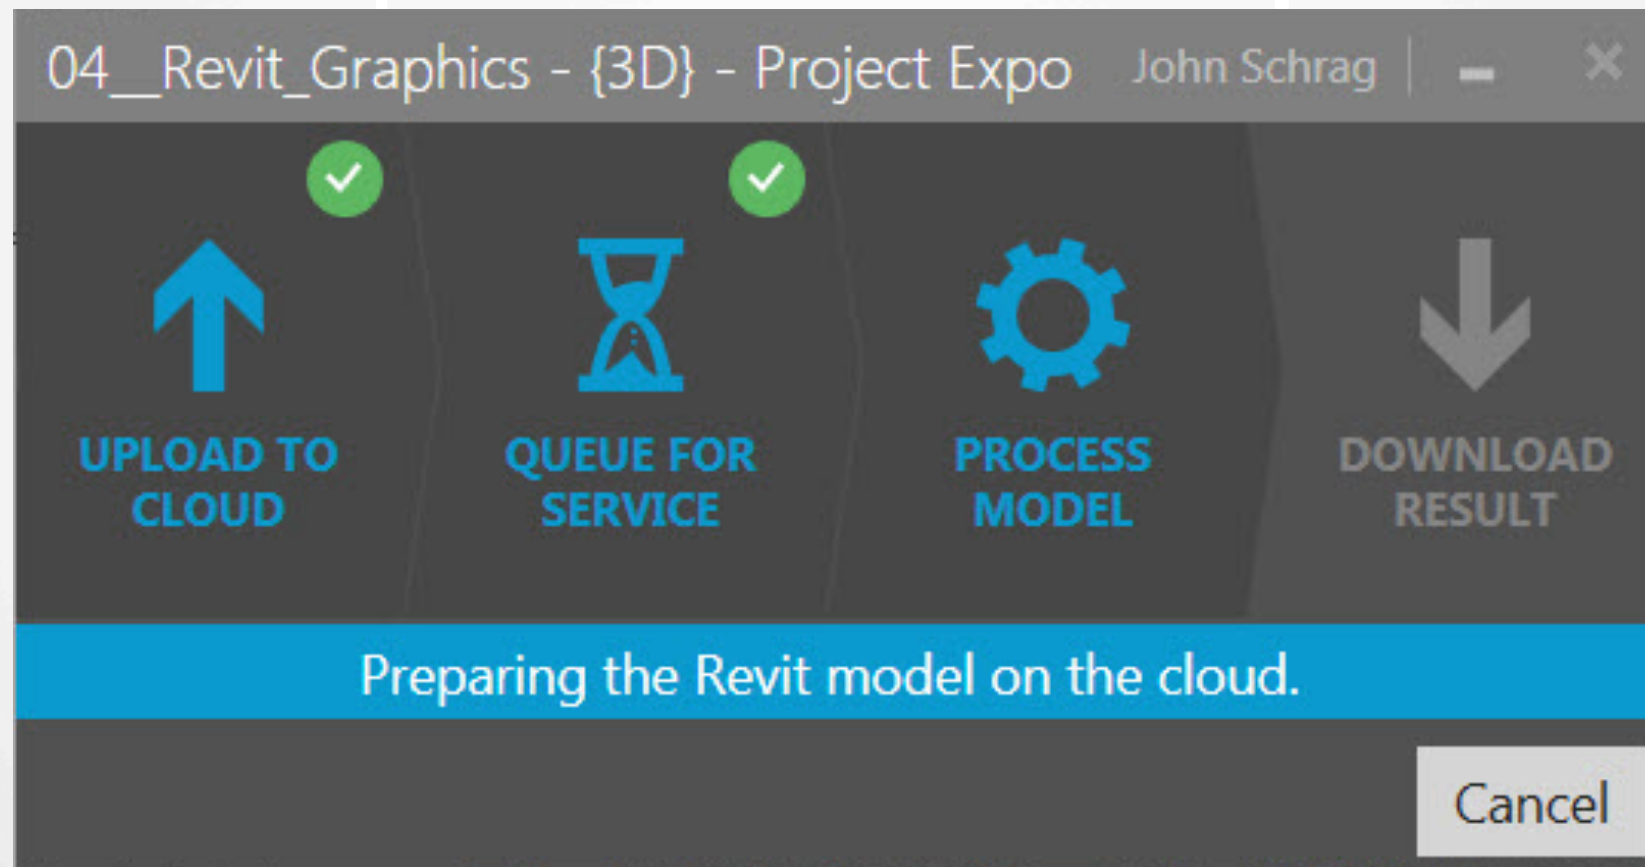 04__Revit_Graphics - {3D} - Project Expo
John Schrag
UPLOAD TO
CLOUD
QUEUE FOR
SERVICE
PROCESS
MODEL
DOWNLOAD
RESULT
Preparing the Revit model on the cloud.
Cancel